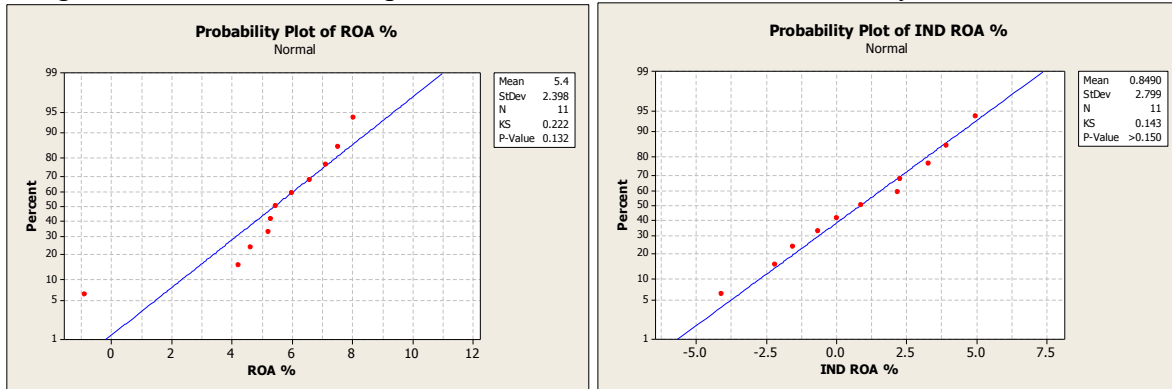 Probability Plot of ROA %
Normal
99
95
90
80
70
60
50
40
30
20
10
5
1
Percent
0
2
4
6
8
10
12
ROA %
Mean 5.4
StDev 2.398
N 11
KS 0.222
P-Value 0.132
Probability Plot of IND ROA %
Normal
99
95
90
80
70
60
50
40
30
20
10
5
1
Percent
-5.0
-2.5
0.0
2.5
5.0
7.5
IND ROA %
Mean 0.8490
StDev 2.799
N 11
KS 0.143
P-Value >0.150